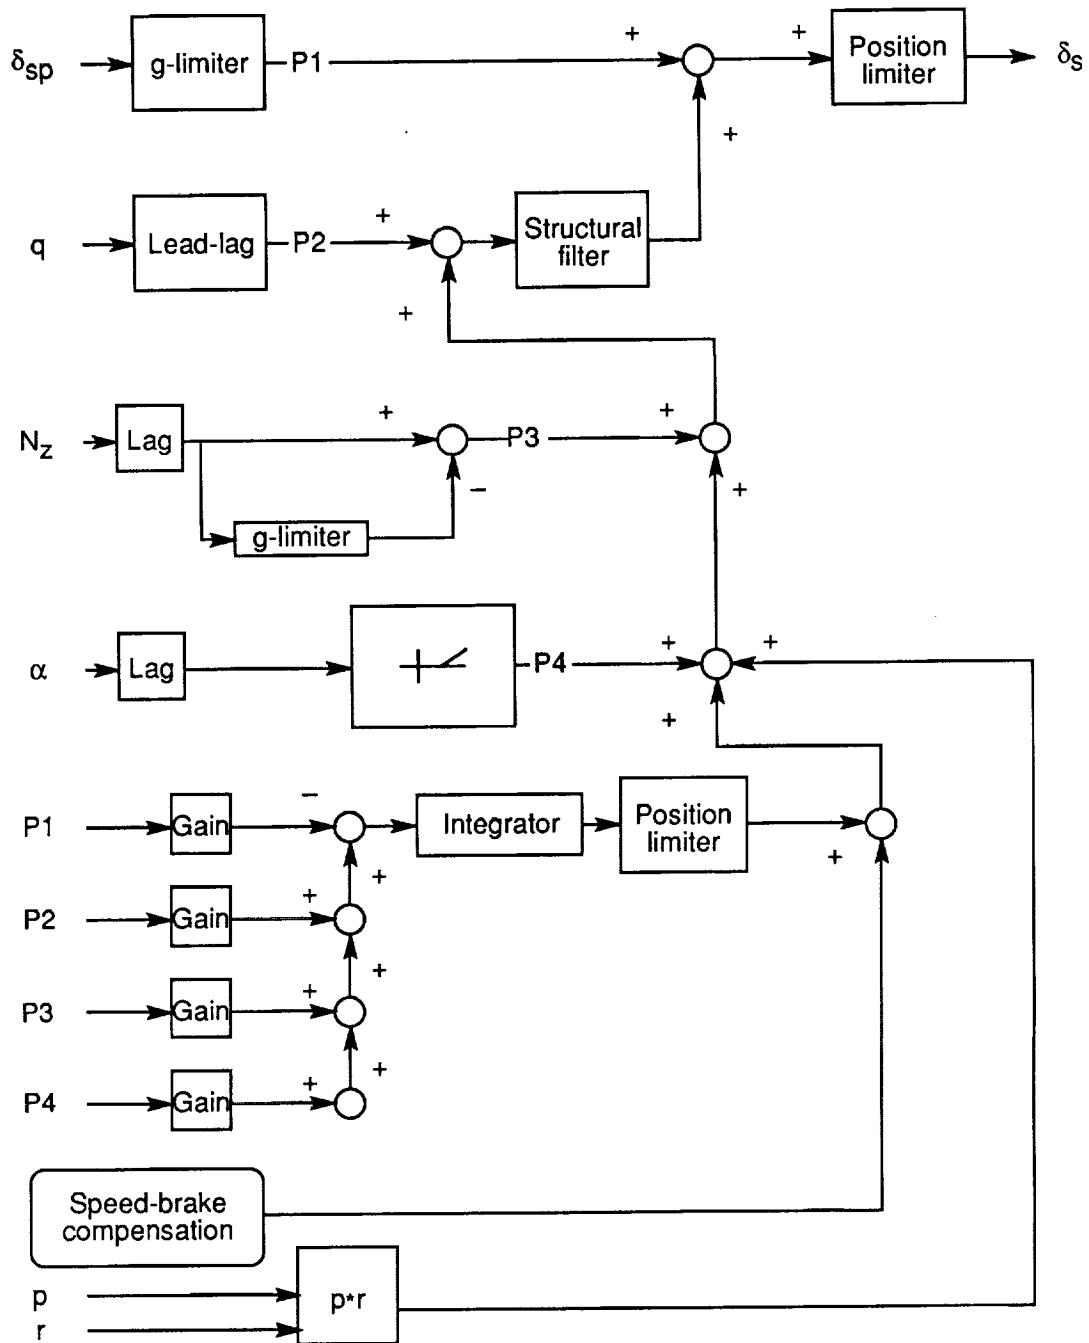 δsp g-limiter P1 + + Position limiter δs
+
q Lead-lag P2 + Structural filter
+
Nz Lag + P3 +
− +
g-limiter
α Lag P4 + +
+
P1 Gain − Integrator Position limiter
+ +
P2 Gain +
+
P3 Gain +
+
P4 Gain +
Speed-brake
compensation
p
p*r
r